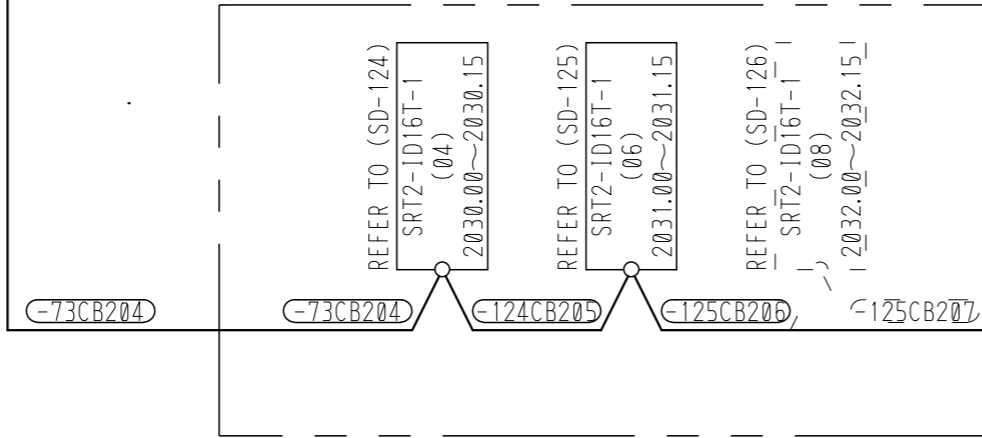 REFER TO (SD-124)
SRT2-ID16T-1
(04)
2030.00~2030.15
REFER TO (SD-125)
SRT2-ID16T-1
(06)
2031.00~2031.15
REFER TO (SD-126)
SRT2-ID16T-1
(08)
2032.00~2032.15
-73CB204
-73CB204
-124CB205
-125CB206
-125CB207